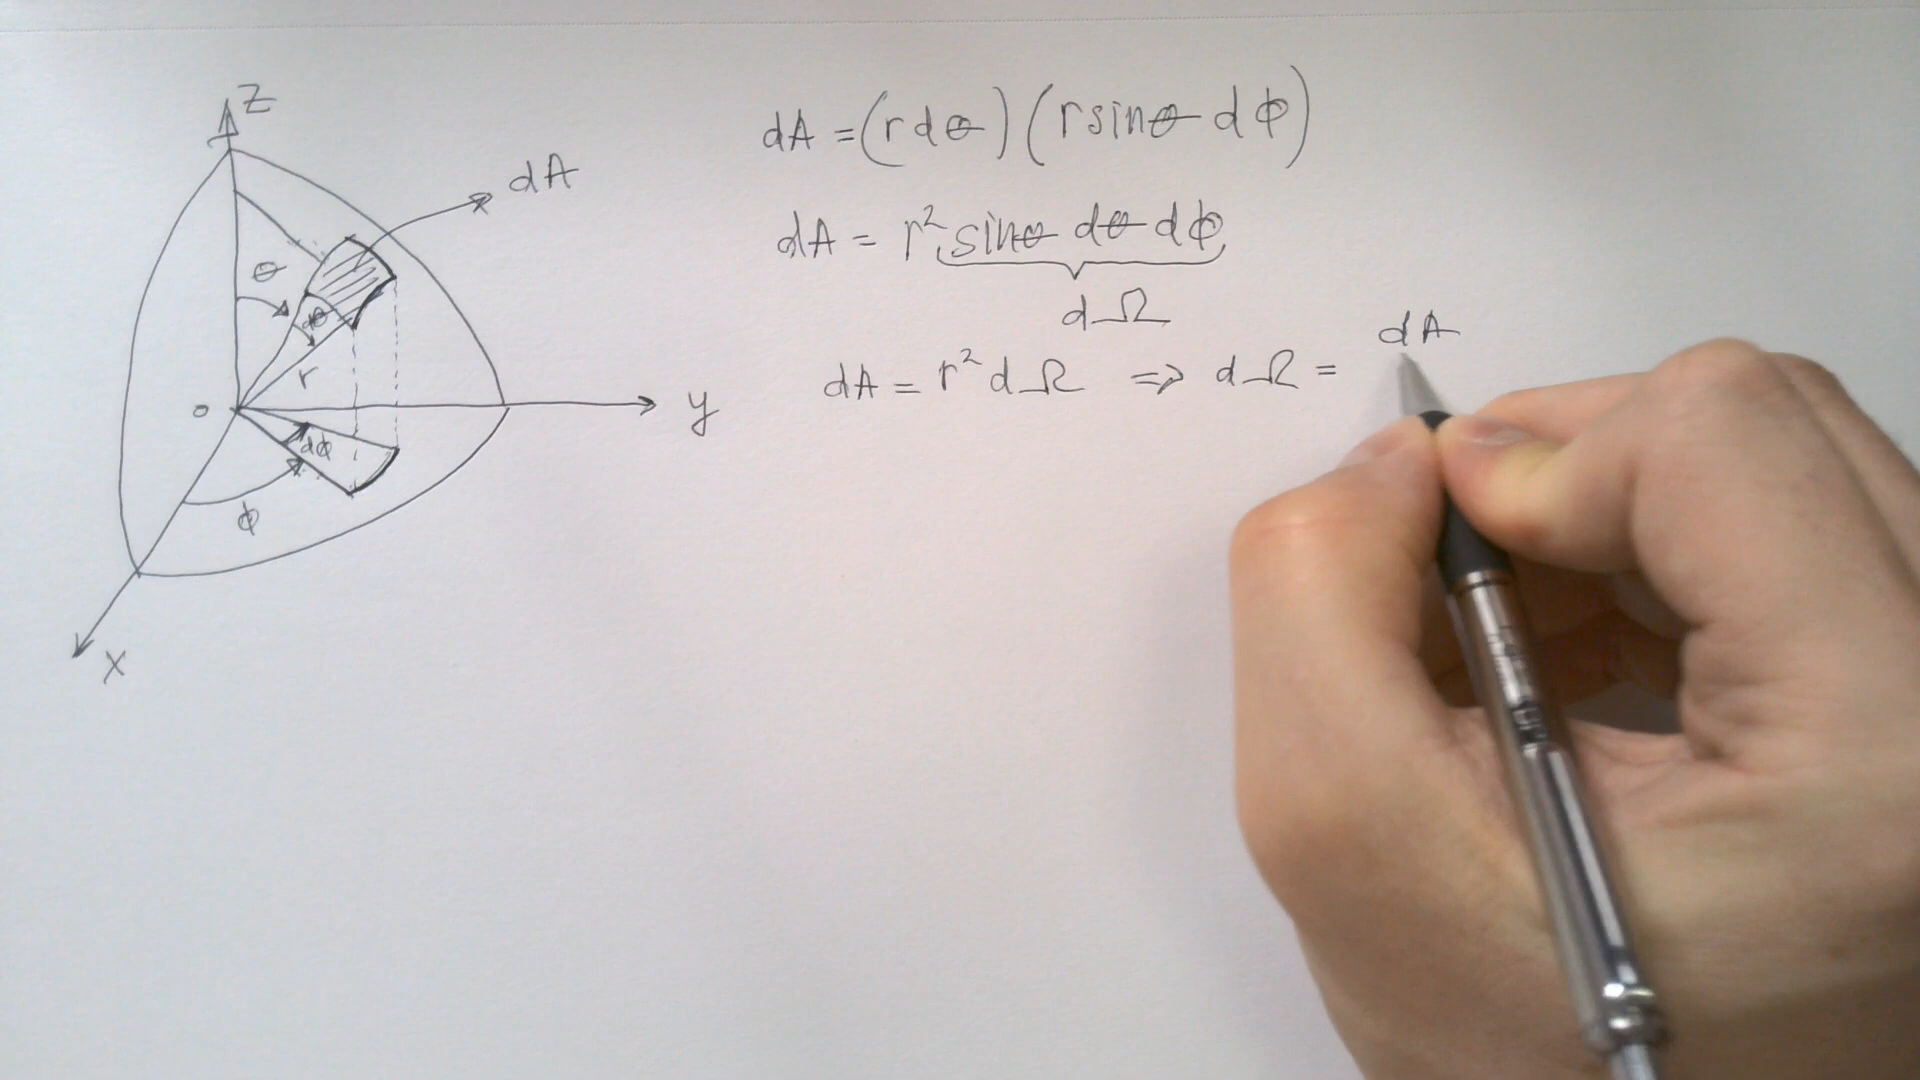 z
dA
θ
dθ
r
o
y
dϕ
ϕ
x
dA = (r dθ) (r sinθ dϕ)
dA = r² sinθ dθ dϕ
dΩ
dA = r² dΩ ⇒ dΩ = dA